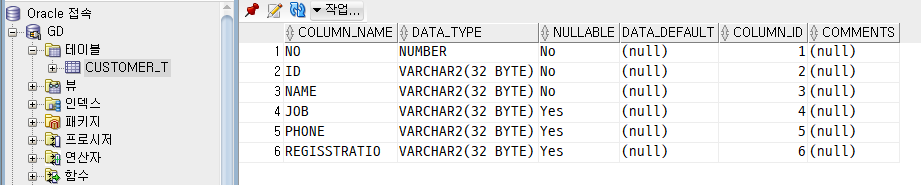 Oracle 접속
GD
테이블
CUSTOMER_T
뷰
인덱스
패키지
프로시저
연산자
함수
작업...
COLUMN_NAME DATA_TYPE NULLABLE DATA_DEFAULT COLUMN_ID COMMENTS
1 NO NUMBER No (null) 1 (null)
2 ID VARCHAR2(32 BYTE) No (null) 2 (null)
3 NAME VARCHAR2(32 BYTE) No (null) 3 (null)
4 JOB VARCHAR2(32 BYTE) Yes (null) 4 (null)
5 PHONE VARCHAR2(32 BYTE) Yes (null) 5 (null)
6 REGISSTRATIO VARCHAR2(32 BYTE) Yes (null) 6 (null)